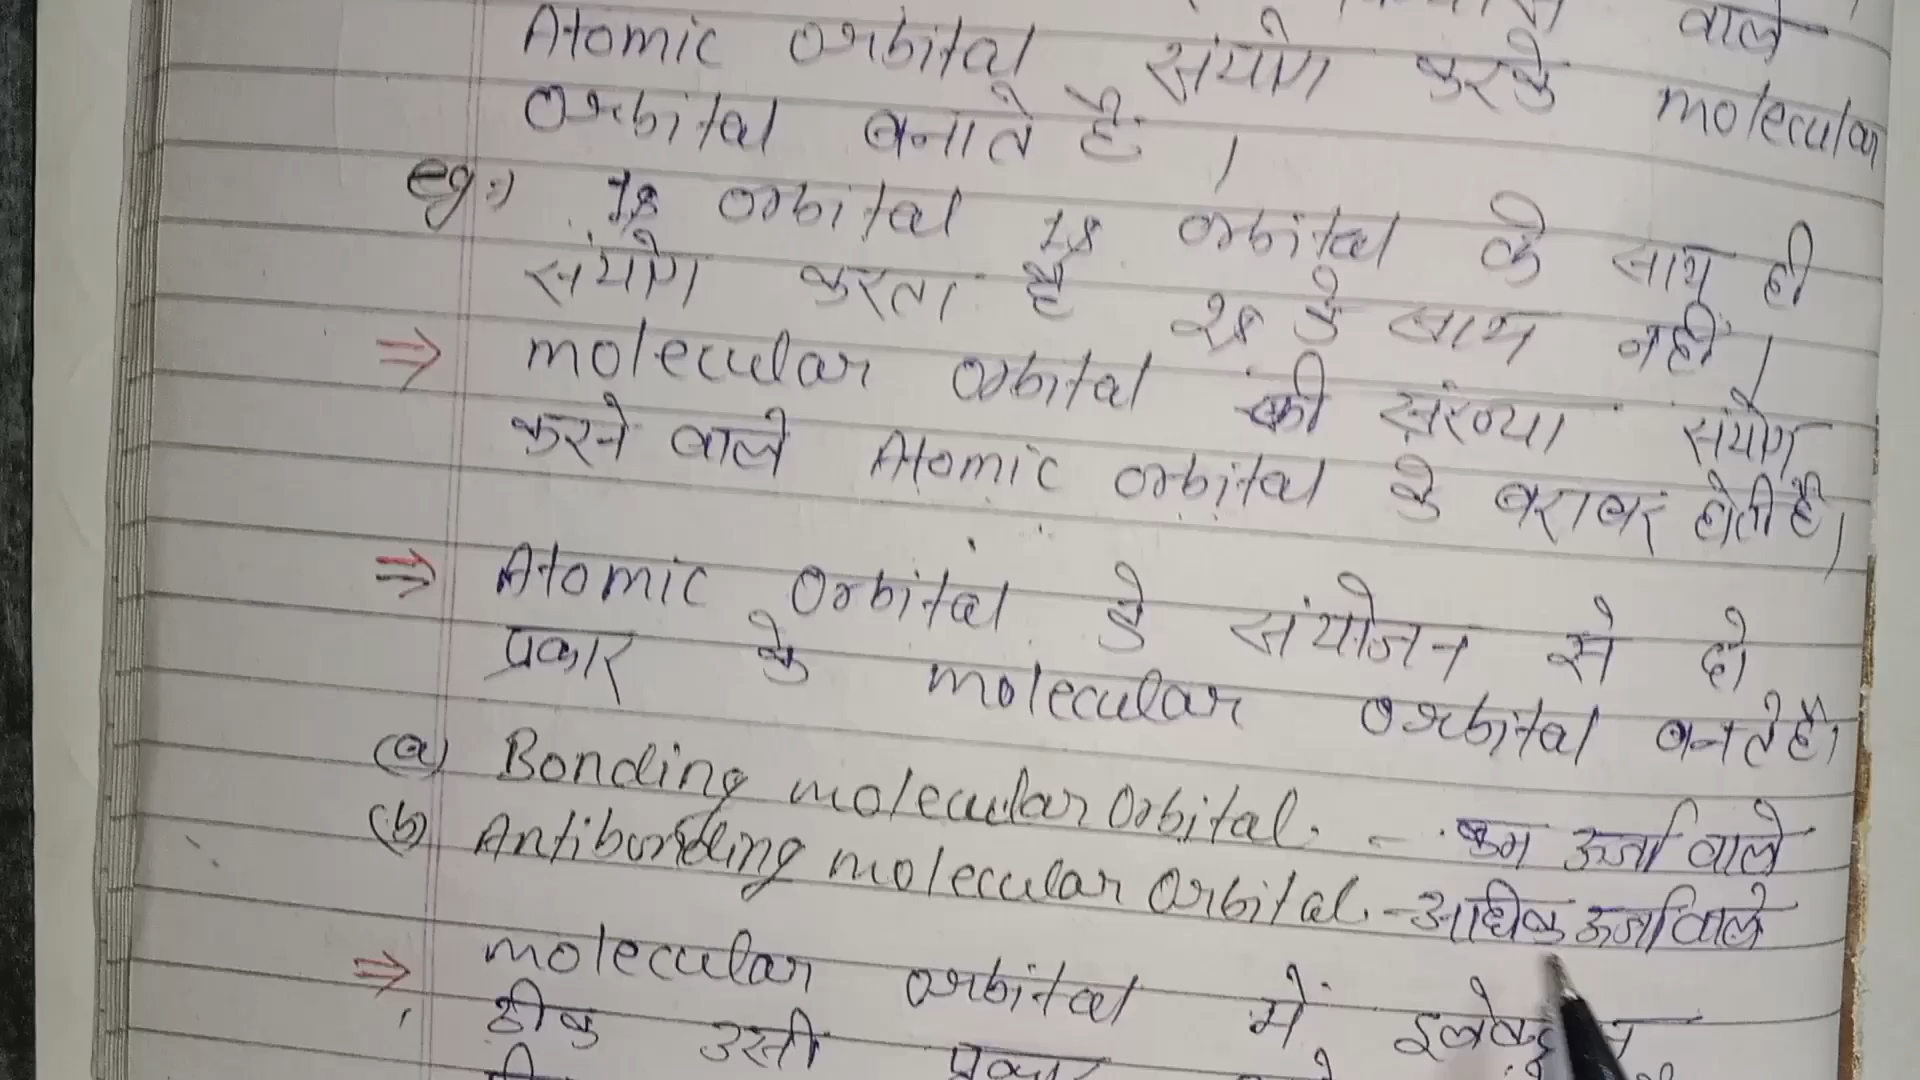 वाले
Atomic orbital संयोग करके molecular
orbital बनाते है ।
eg:) 1s orbital 1s orbital के साथ ही
संयोग करता है 2s के साथ नहीं ।
⇒ molecular orbital की संख्या संयोग
करने वाले Atomic orbital के बराबर होती है।
⇒ Atomic orbital के संयोजन से दो
प्रकार के molecular orbital बनते है।
(a) Bonding molecular orbital. - कम ऊर्जा वाले
(b) Antibonding molecular orbital. - अधिक ऊर्जा वाले
⇒ molecular orbital में
ठीक उसी प्रकार